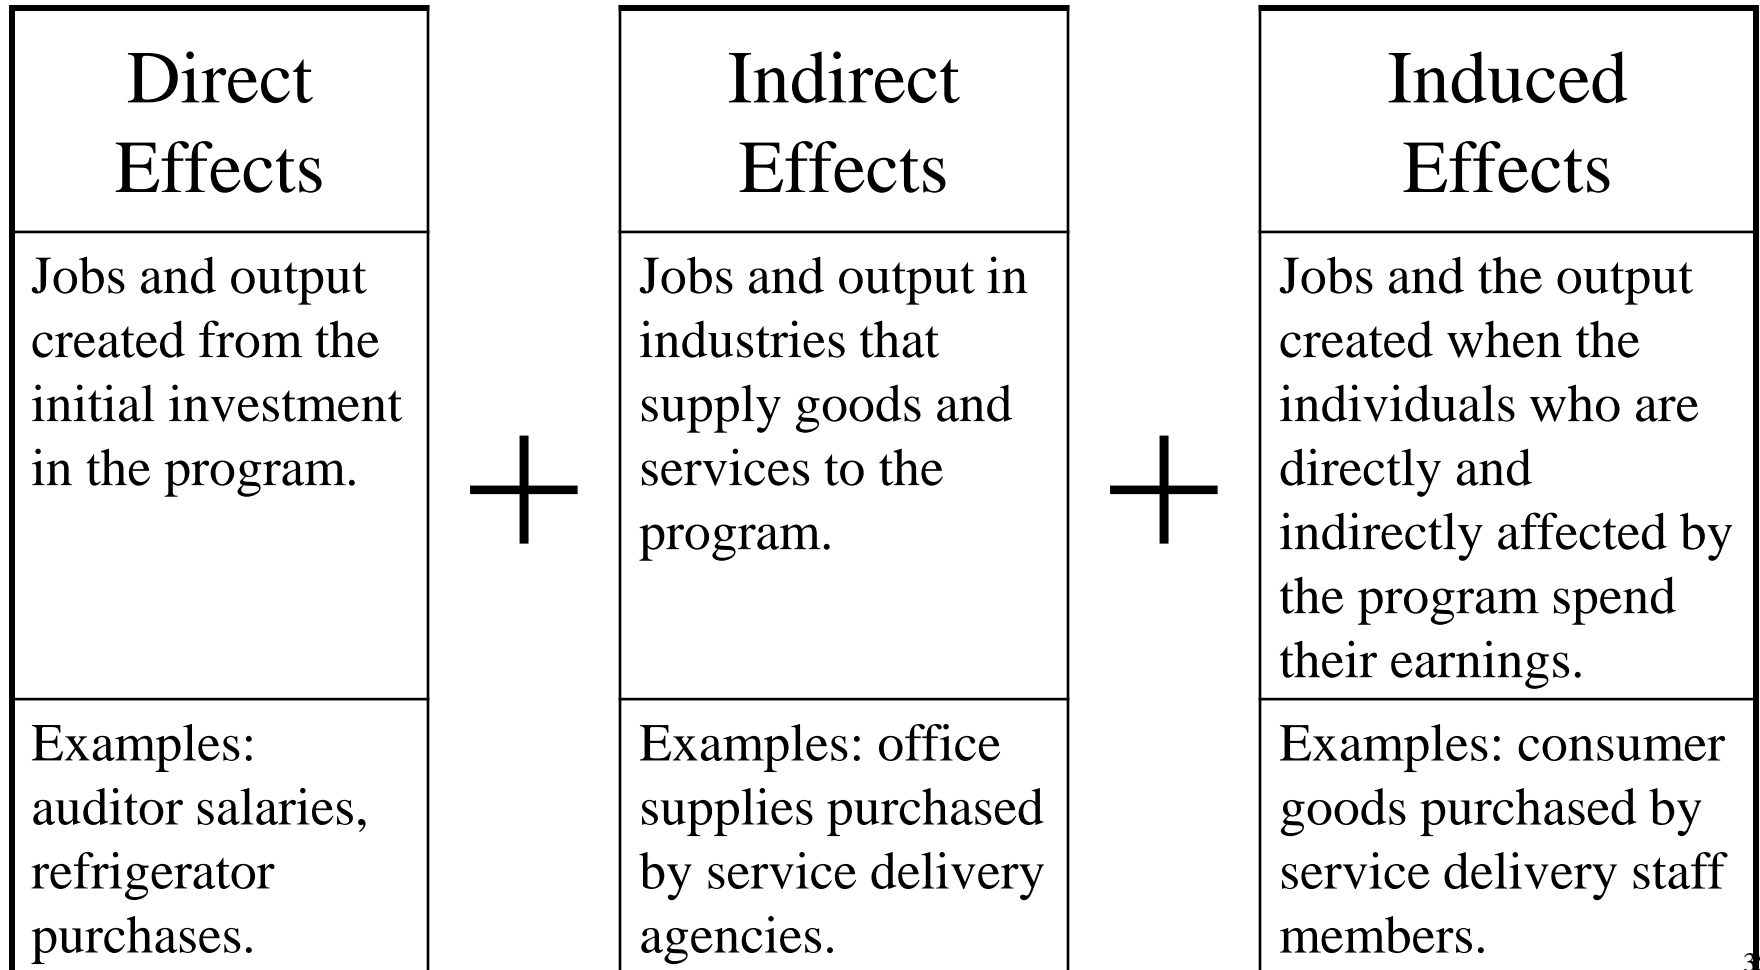 Direct
Effects
Jobs and output
created from the
initial investment
in the program.
Examples:
auditor salaries,
refrigerator
purchases.
+
Indirect
Effects
Jobs and output in
industries that
supply goods and
services to the
program.
Examples: office
supplies purchased
by service delivery
agencies.
+
Induced
Effects
Jobs and the output
created when the
individuals who are
directly and
indirectly affected by
the program spend
their earnings.
Examples: consumer
goods purchased by
service delivery staff
members.